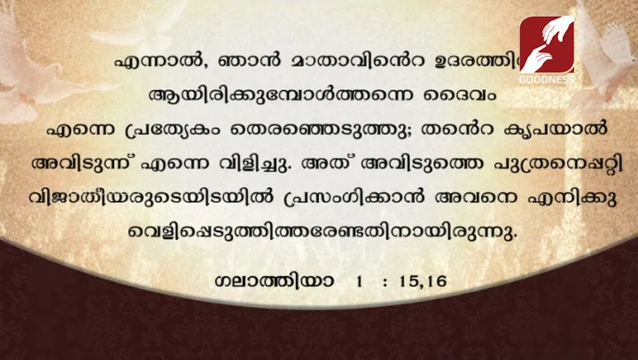 GOODNESS
എന്നാൽ, ഞാൻ മാതാവിന്റെ ഉദരത്തിൽ
ആയിരിക്കുമ്പോൾത്തന്നെ ദൈവം
എന്നെ പ്രത്യേകം തെരഞ്ഞെടുത്തു; തന്റെ കൃപയാൽ
അവിടുന്ന് എന്നെ വിളിച്ചു. അത് അവിടുത്തെ പുത്രനെപ്പറ്റി
വിജാതീയരുടെയിടയിൽ പ്രസംഗിക്കാൻ അവനെ എനിക്കു
വെളിപ്പെടുത്തിത്തരേണ്ടതിനായിരുന്നു.
ഗലാത്തിയാ 1 : 15,16